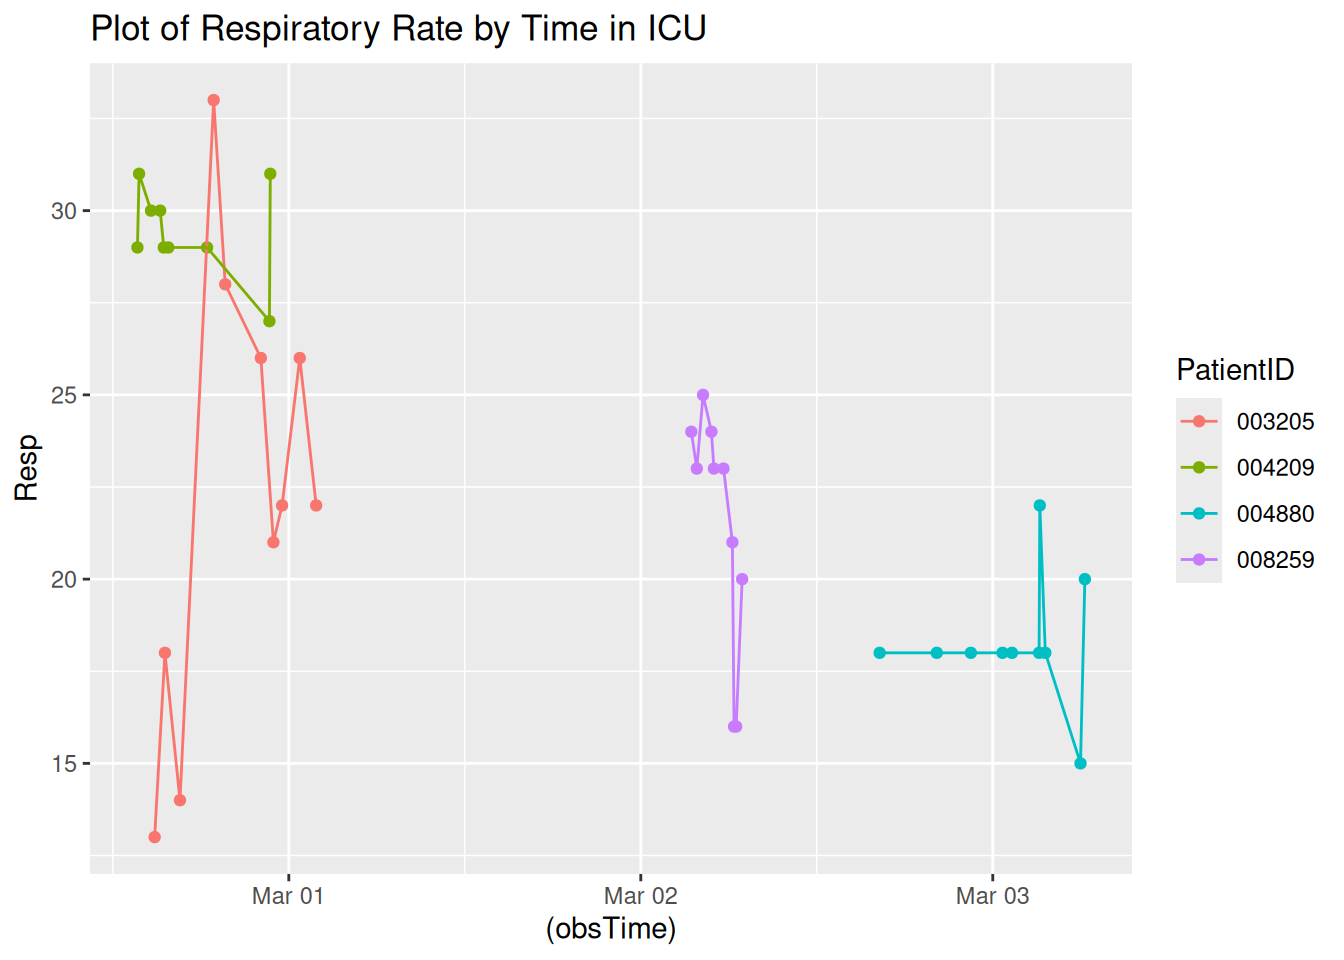 Plot of Respiratory Rate by Time in ICU
30
25
20
15
Resp
Mar 01
Mar 02
Mar 03
(obsTime)
PatientID
003205
004209
004880
008259